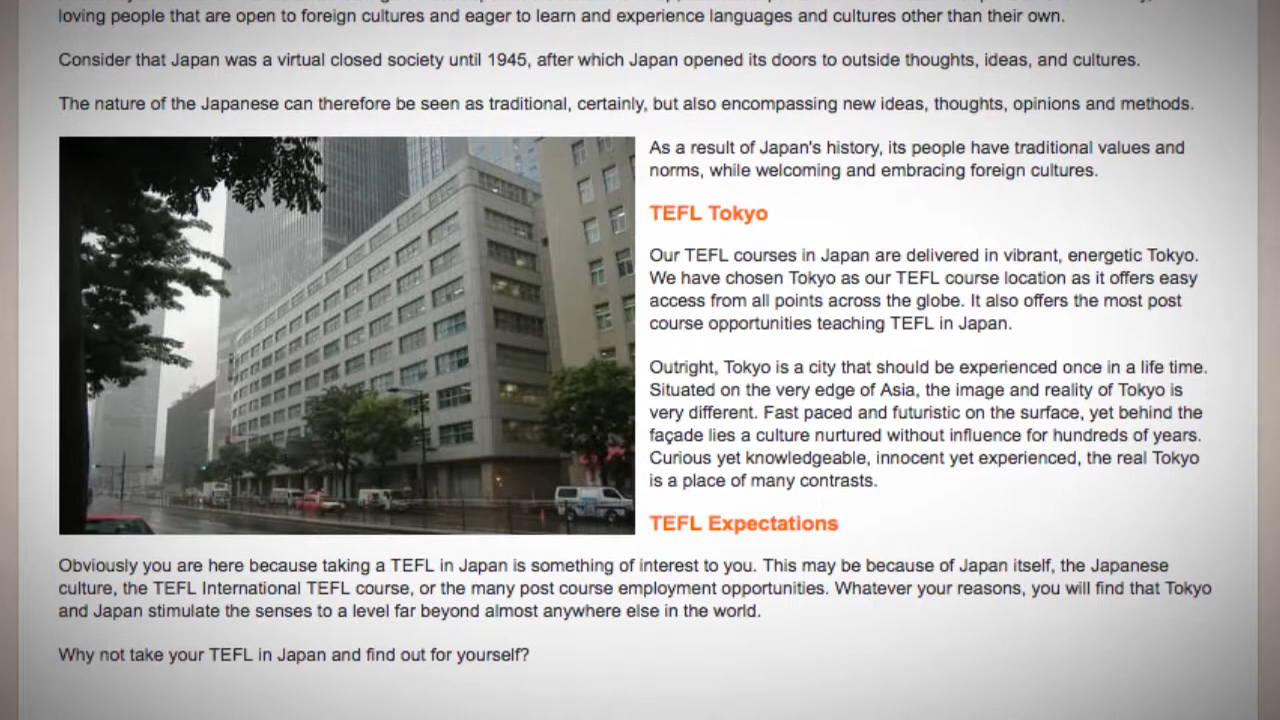 loving people that are open to foreign cultures and eager to learn and experience languages and cultures other than their own.
Consider that Japan was a virtual closed society until 1945, after which Japan opened its doors to outside thoughts, ideas, and cultures.
The nature of the Japanese can therefore be seen as traditional, certainly, but also encompassing new ideas, thoughts, opinions and methods.
As a result of Japan's history, its people have traditional values and
norms, while welcoming and embracing foreign cultures.
TEFL Tokyo
Our TEFL courses in Japan are delivered in vibrant, energetic Tokyo.
We have chosen Tokyo as our TEFL course location as it offers easy
access from all points across the globe. It also offers the most post
course opportunities teaching TEFL in Japan.
Outright, Tokyo is a city that should be experienced once in a life time.
Situated on the very edge of Asia, the image and reality of Tokyo is
very different. Fast paced and futuristic on the surface, yet behind the
façade lies a culture nurtured without influence for hundreds of years.
Curious yet knowledgeable, innocent yet experienced, the real Tokyo
is a place of many contrasts.
TEFL Expectations
Obviously you are here because taking a TEFL in Japan is something of interest to you. This may be because of Japan itself, the Japanese
culture, the TEFL International TEFL course, or the many post course employment opportunities. Whatever your reasons, you will find that Tokyo
and Japan stimulate the senses to a level far beyond almost anywhere else in the world.
Why not take your TEFL in Japan and find out for yourself?